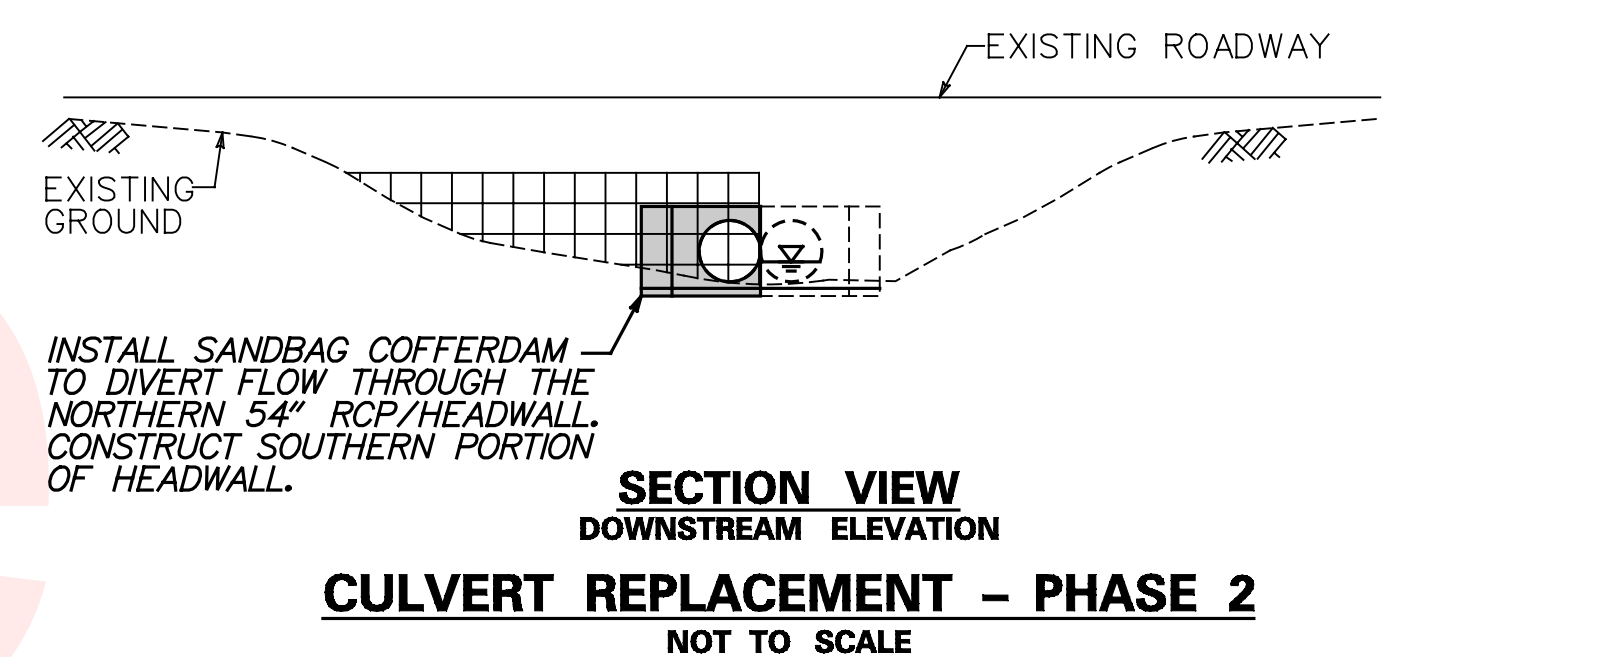 EXISTING ROADWAY
EXISTING
GROUND
INSTALL SANDBAG COFFERDAM
TO DIVERT FLOW THROUGH THE
NORTHERN 54" RCP/HEADWALL.
CONSTRUCT SOUTHERN PORTION
OF HEADWALL.
SECTION VIEW
DOWNSTREAM ELEVATION
CULVERT REPLACEMENT - PHASE 2
NOT TO SCALE